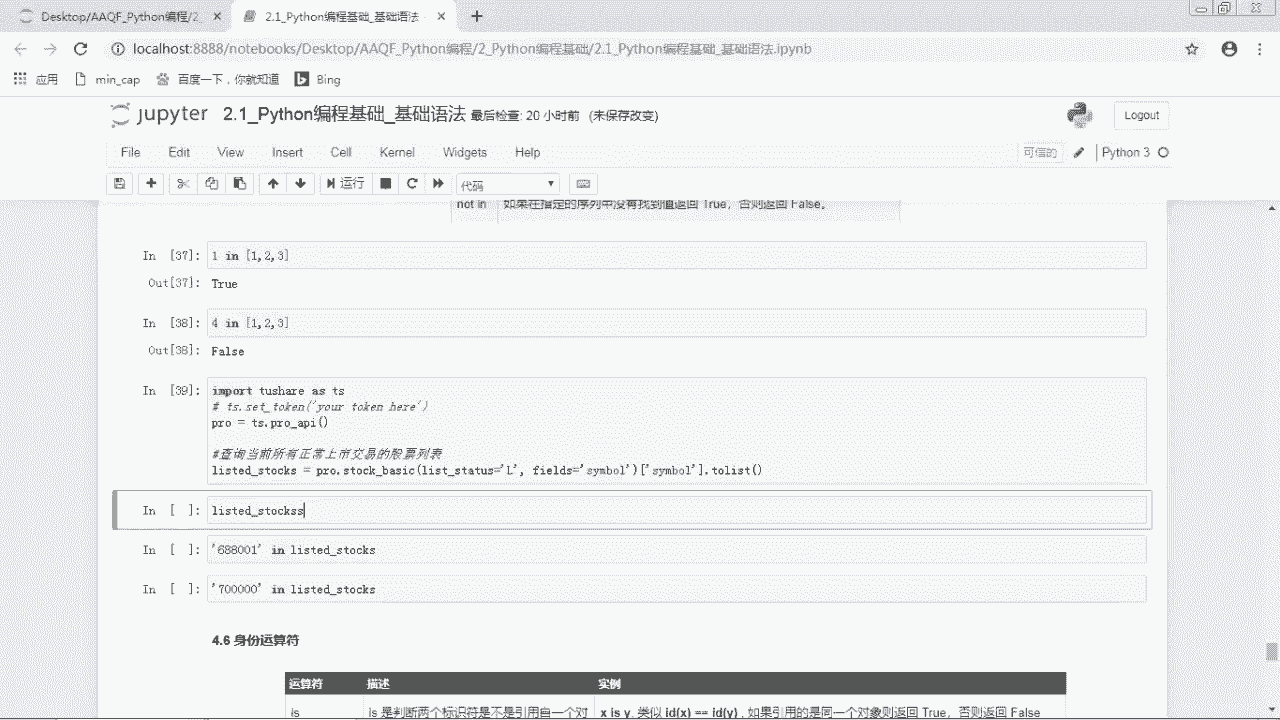 Desktop/AAQF_Python编程/2_
2.1_Python编程基础_基础语法
localhost:8888/notebooks/Desktop/AAQF_Python编程/2_Python编程基础/2.1_Python编程基础_基础语法.ipynb
应用 min_cap 百度一下，你就知道 Bing
jupyter 2.1_Python编程基础_基础语法 最后检查: 20 小时前 (未保存改变) Logout
File Edit View Insert Cell Kernel Widgets Help 可信的 Python 3
运行 代码
not in 如果在指定的序列中没有找到值返回 True，否则返回 False。
In [37]: 1 in [1,2,3]
Out[37]: True
In [38]: 4 in [1,2,3]
Out[38]: False
In [39]: import tushare as ts
# ts.set_token('your token here')
pro = ts.pro_api()
#查询当前所有正常上市交易的股票列表
listed_stocks = pro.stock_basic(list_status='L', fields='symbol')['symbol'].tolist()
In [ ]: listed_stockss
In [ ]: '688001' in listed_stocks
In [ ]: '700000' in listed_stocks
4.6 身份运算符
运算符 描述 实例
is is 是判断两个标识符是不是引用自一个对 x is y, 类似 id(x) == id(y) , 如果引用的是同一个对象则返回 True，否则返回 False